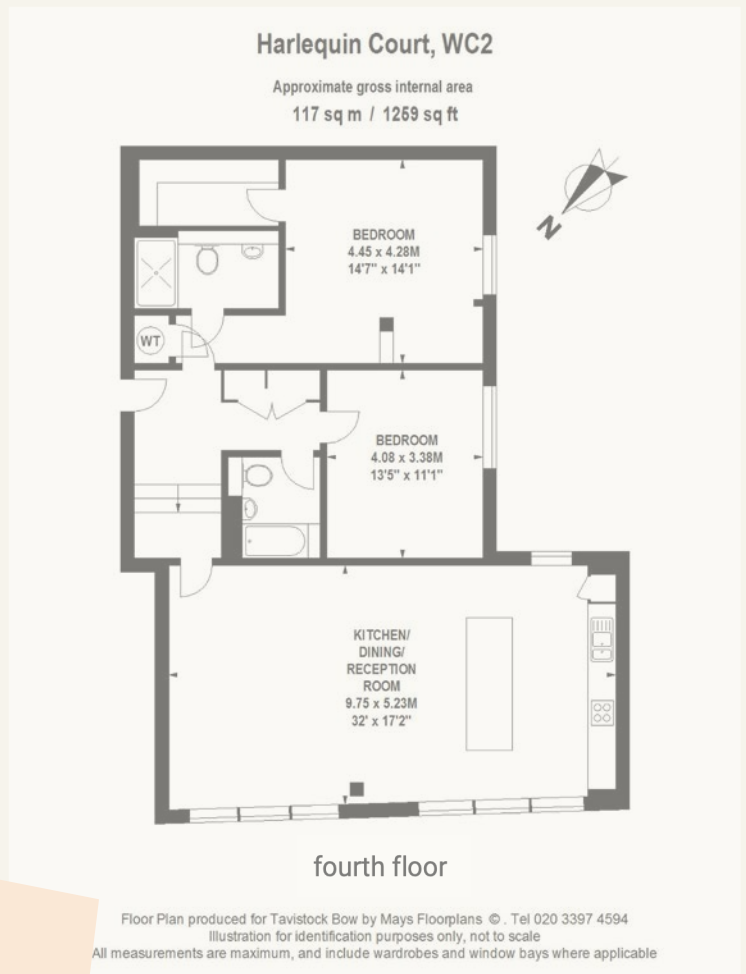 Harlequin Court, WC2
Approximate gross internal area
117 sq m / 1259 sq ft
N
BEDROOM
4.45 x 4.28M
14'7" x 14'1"
WT
BEDROOM
4.08 x 3.38M
13'5" x 11'1"
KITCHEN/
DINING/
RECEPTION
ROOM
9.75 x 5.23M
32' x 17'2"
fourth floor
Floor Plan produced for Tavistock Bow by Mays Floorplans © . Tel 020 3397 4594
Illustration for identification purposes only, not to scale
All measurements are maximum, and include wardrobes and window bays where applicable